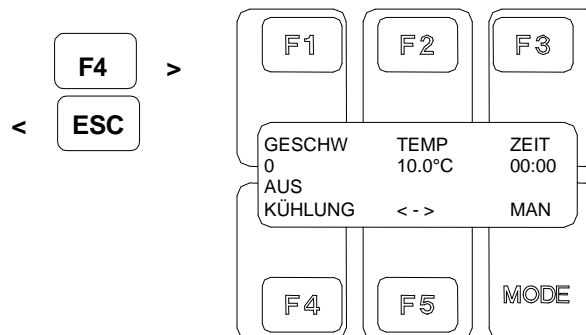 F4 >
< ESC
F1 F2 F3
GESCHW TEMP ZEIT
0 10.0°C 00:00
AUS
KÜHLUNG < - > MAN
F4 F5 MODE